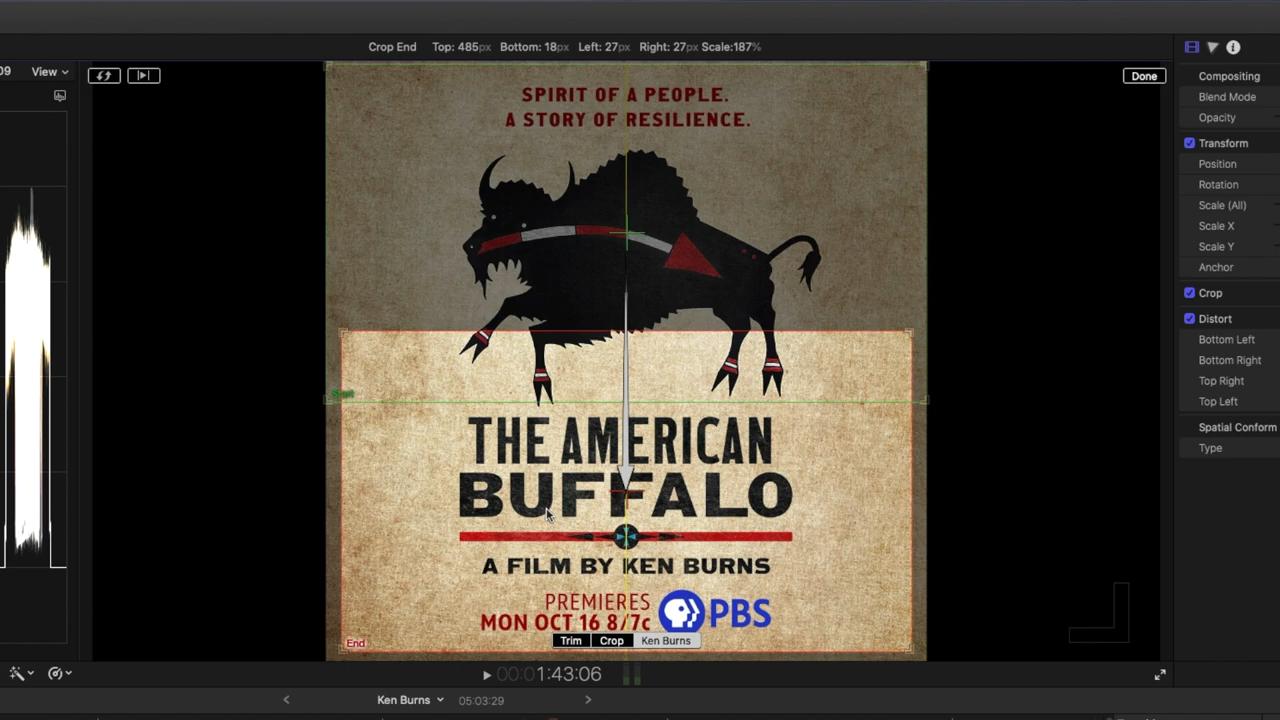 Crop End Top: 485px Bottom: 18px Left: 27px Right: 27px Scale:187%
09 View
Done
Compositing
Blend Mode
Opacity
Transform
Position
Rotation
Scale (All)
Scale X
Scale Y
Anchor
Crop
Distort
Bottom Left
Bottom Right
Top Right
Top Left
Spatial Conform
Type
SPIRIT OF A PEOPLE.
A STORY OF RESILIENCE.
Start
THE AMERICAN
BUFFALO
A FILM BY KEN BURNS
PREMIERES
MON OCT 16 8/7c
PBS
End
Trim Crop Ken Burns
00:01:43:06
Ken Burns 05:03:29